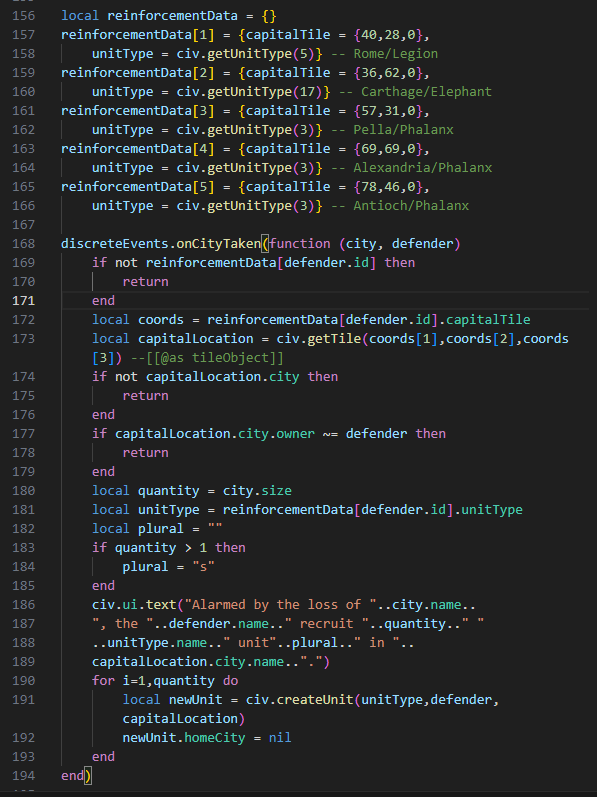 156 local reinforcementData = {}
157 reinforcementData[1] = {capitalTile = {40,28,0},
158     unitType = civ.getUnitType(5)} -- Rome/Legion
159 reinforcementData[2] = {capitalTile = {36,62,0},
160     unitType = civ.getUnitType(17)} -- Carthage/Elephant
161 reinforcementData[3] = {capitalTile = {57,31,0},
162     unitType = civ.getUnitType(3)} -- Pella/Phalanx
163 reinforcementData[4] = {capitalTile = {69,69,0},
164     unitType = civ.getUnitType(3)} -- Alexandria/Phalanx
165 reinforcementData[5] = {capitalTile = {78,46,0},
166     unitType = civ.getUnitType(3)} -- Antioch/Phalanx
167
168 discreteEvents.onCityTaken(function (city, defender)
169     if not reinforcementData[defender.id] then
170         return
171     end
172     local coords = reinforcementData[defender.id].capitalTile
173     local capitalLocation = civ.getTile(coords[1],coords[2],coords
    [3]) --[[@as tileObject]]
174     if not capitalLocation.city then
175         return
176     end
177     if capitalLocation.city.owner ~= defender then
178         return
179     end
180     local quantity = city.size
181     local unitType = reinforcementData[defender.id].unitType
182     local plural = ""
183     if quantity > 1 then
184         plural = "s"
185     end
186     civ.ui.text("Alarmed by the loss of "..city.name..
187     ", the "..defender.name.." recruit "..quantity.." "
188     ..unitType.name.." unit"..plural.." in "..
189     capitalLocation.city.name..".")
190     for i=1,quantity do
191         local newUnit = civ.createUnit(unitType,defender,
        capitalLocation)
192         newUnit.homeCity = nil
193     end
194 end)